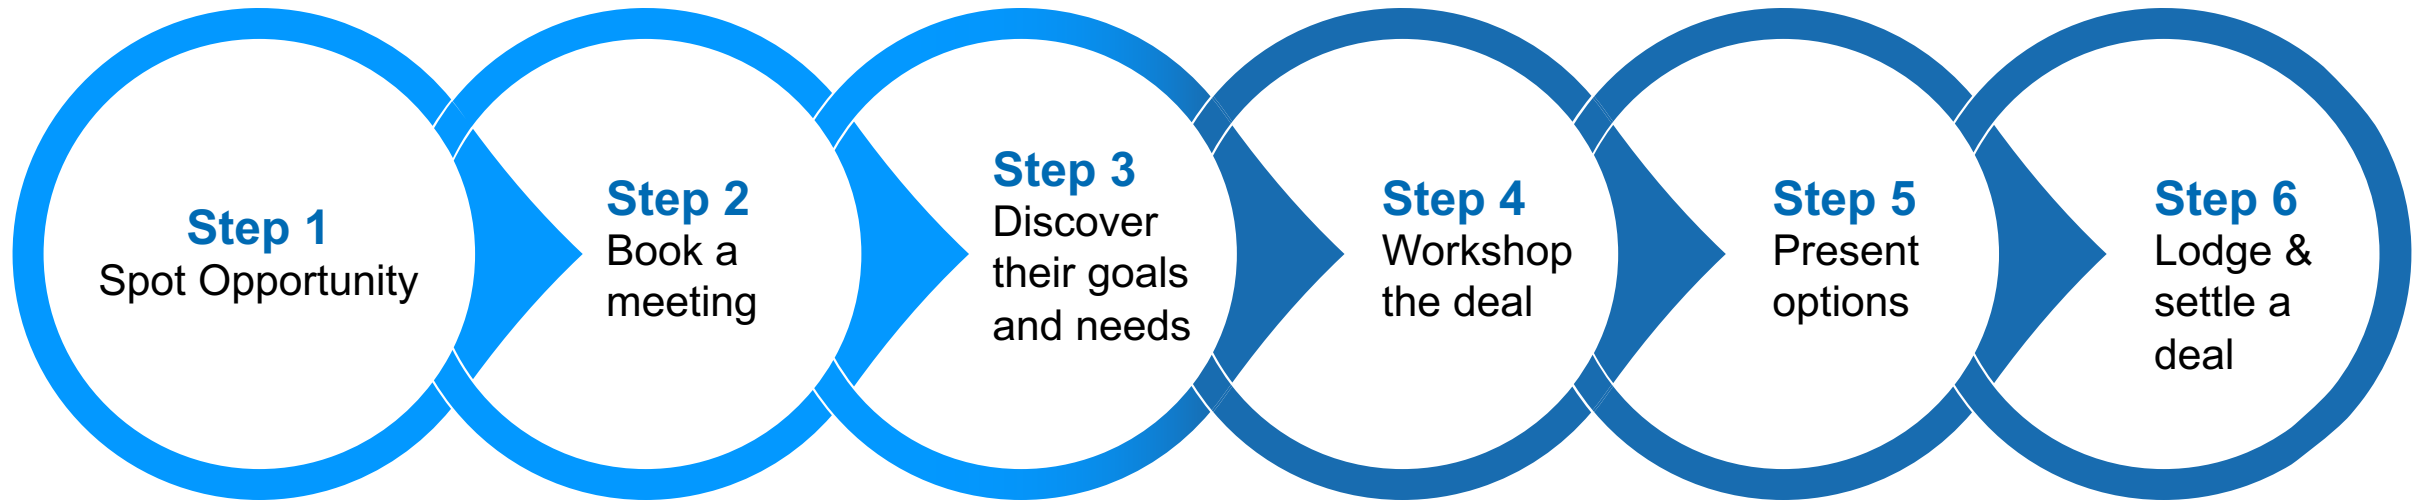 Step 1
Spot Opportunity
Step 2
Book a
meeting
Step 3
Discover
their goals
and needs
Step 4
Workshop
the deal
Step 5
Present
options
Step 6
Lodge &
settle a
deal